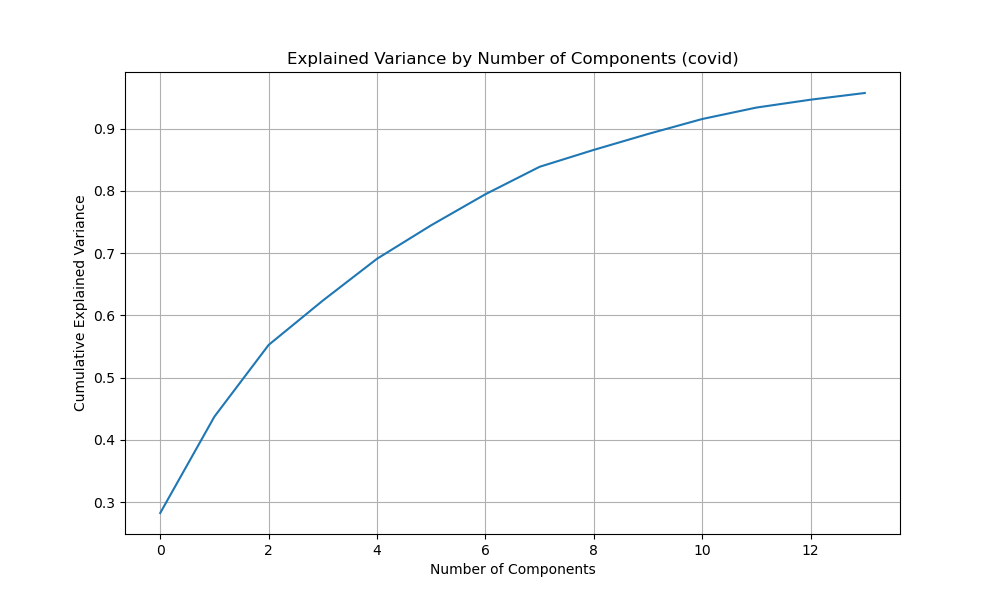 Explained Variance by Number of Components (covid)
Cumulative Explained Variance
0.9
0.8
0.7
0.6
0.5
0.4
0.3
0 2 4 6 8 10 12
Number of Components